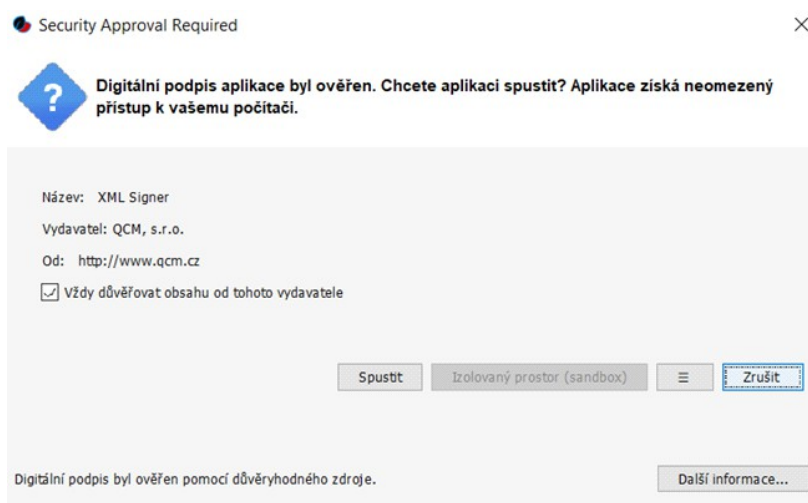 Security Approval Required
Digitální podpis aplikace byl ověřen. Chcete aplikaci spustit? Aplikace získá neomezený
přístup k vašemu počítači.
Název: XML Signer
Vydavatel: QCM, s.r.o.
Od: http://www.qcm.cz
Vždy důvěřovat obsahu od tohoto vydavatele
Spustit Izolovaný prostor (sandbox) Zrušit
Digitální podpis byl ověřen pomocí důvěryhodného zdroje. Další informace...